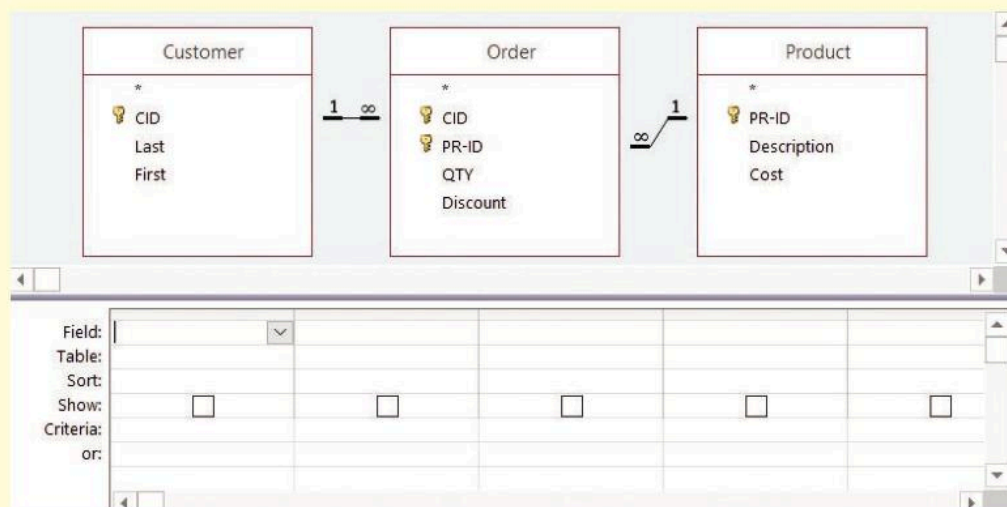 Customer
*
CID
Last
First
1 ∞
Order
*
CID
PR-ID
QTY
Discount
∞ 1
Product
*
PR-ID
Description
Cost
Field:
Table:
Sort:
Show:
Criteria:
or: